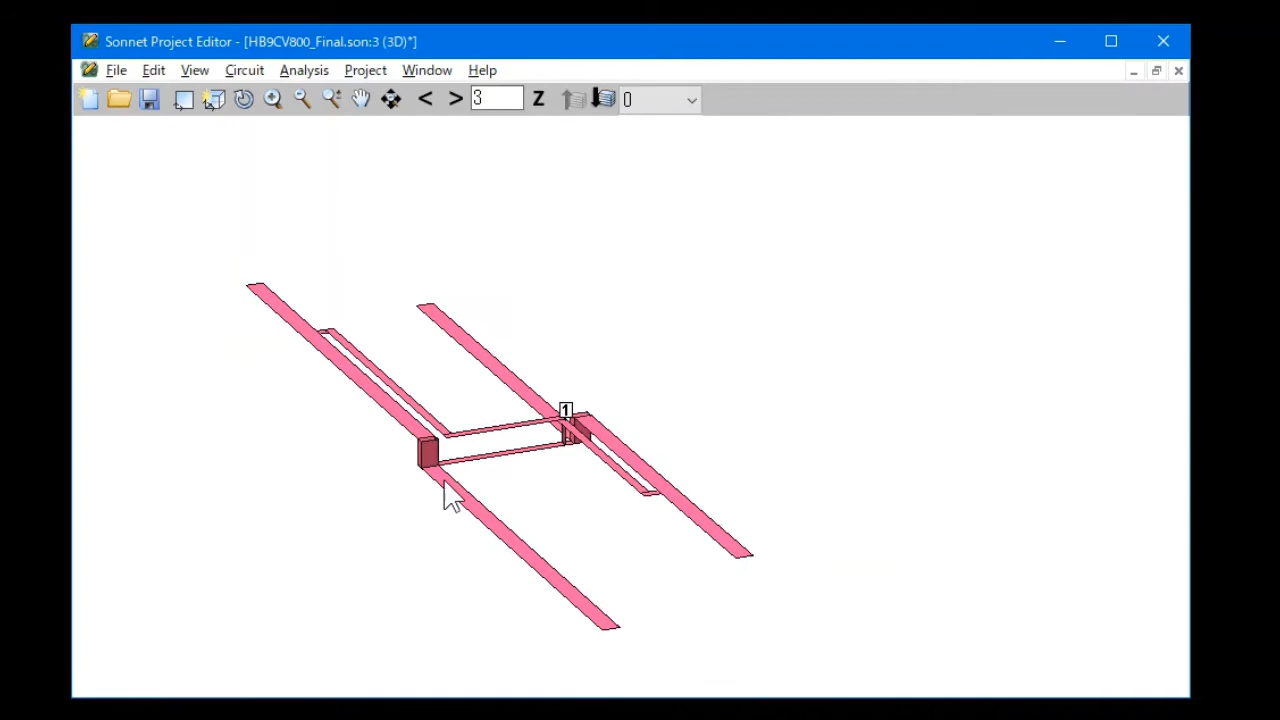 Sonnet Project Editor - [HB9CV800_Final.son:3 (3D)*]
File Edit View Circuit Analysis Project Window Help
< > 3 Z 0
1